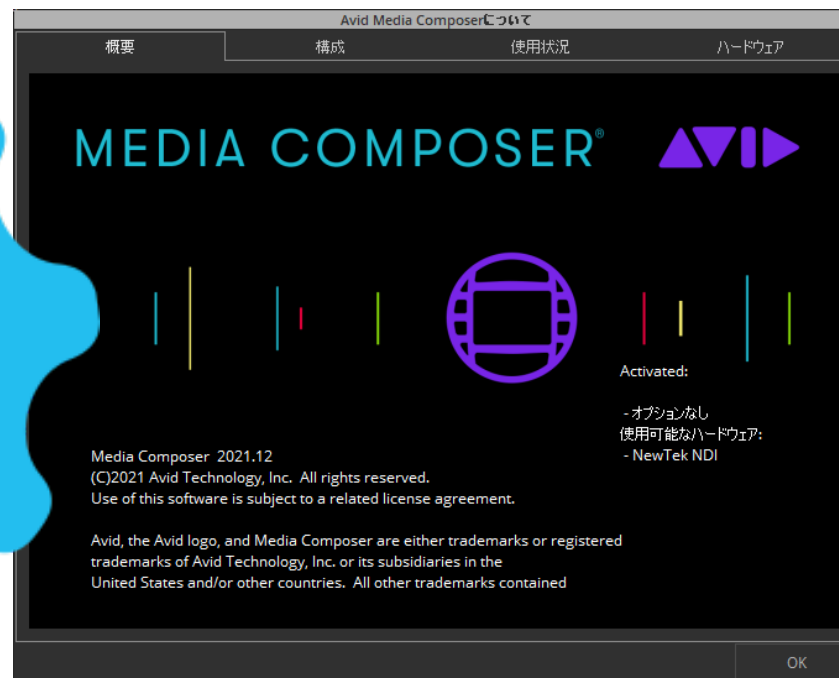 Avid Media Composerについて
概要
構成
使用状況
ハードウェア
MEDIA COMPOSER® AVID
Activated:
- オプションなし
使用可能なハードウェア:
- NewTek NDI
Media Composer 2021.12
(C)2021 Avid Technology, Inc. All rights reserved.
Use of this software is subject to a related license agreement.
Avid, the Avid logo, and Media Composer are either trademarks or registered
trademarks of Avid Technology, Inc. or its subsidiaries in the
United States and/or other countries. All other trademarks contained
OK